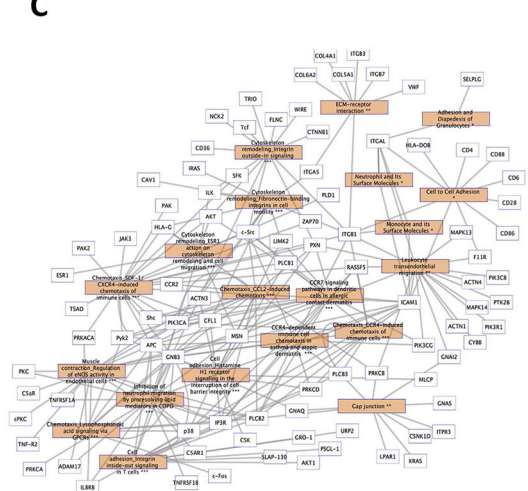 C
COL4A1
ITGB3
COL6A2
COL5A1
ITGB7
VWF
SELPLG
ECM-receptor
interaction **
Adhesion and
Diapedesis of
Granulocytes *
TRIO
WIRE
NCK2
FLNC
Tcf
CTNNB1
CD36
Cytoskeleton
remodeling_Integrin
outside-in signaling
***
ITGAL
HLA-DOB
CD4
CD8B
IRAS
SFK
ITGA5
CD6
CAV1
Neutrophil and Its
Surface Molecules *
Cell to Cell Adhesion
*
CD28
ILK
Cytoskeleton
remodeling_Fibronectin-binding
integrins in cell
motility ***
PLD1
PAK
AKT
ZAP70
HLA-G
c-Src
ITGB1
Monocyte and its
Surface Molecules *
CD86
JAK3
Cytoskeleton
remodeling_ESR1
action on
cytoskeleton
remodeling and cell
migration ***
LIMK2
PXN
MAPK13
PAK2
F11R
PLCB1
RASSF5
Leukocyte
transendothelial
migration **
ESR1
Chemotaxis_SDF-1/
CXCR4-induced
chemotaxis of
immune cells ***
CCR2
CCR7 signaling
pathways in dendritic
cells in allergic
contact dermatitis
***
ACTN4
PIK3CB
ACTN3
Chemotaxis_CCL2-induced
chemotaxis ***
ICAM1
MAPK14
PTK2B
TSAD
Shc
PIK3CA
CFL1
ACTN1
PIK3R1
PRKACA
Pyk2
MSN
CCR4-dependent
immune cell
chemotaxis in
asthma and atopic
dermatitis ***
Chemotaxis_CCR4-induced
chemotaxis of
immune cells ***
CYBB
APC
PIK3CG
GNB3
GNAI2
PKC
Muscle
contraction_Regulation
of eNOS activity in
endothelial cells ***
Cell
adhesion_Histamine
H1 receptor
signaling in the
interruption of cell
barrier integrity ***
PLCB3
PRKCB
MLCP
C5aR
TNFRSF1A
Inhibition of
neutrophil migration
by proresolving lipid
mediators in COPD
***
PRKCD
GNAQ
Gap junction **
GNAS
cPKC
IP3R
PLCB2
TNF-R2
Chemotaxis_Lysophosphatidic
acid signaling via
GPCRs ***
p38
CSK
GRO-1
URP2
CSNK1D
ITPR3
PRKCA
ADAM17
Cell
adhesion_Integrin
inside-out signaling
in T cells ***
C5AR1
SLAP-130
PSGL-1
AKT1
LPAR1
KRAS
IL8RB
TNFRSF1B
c-Fos